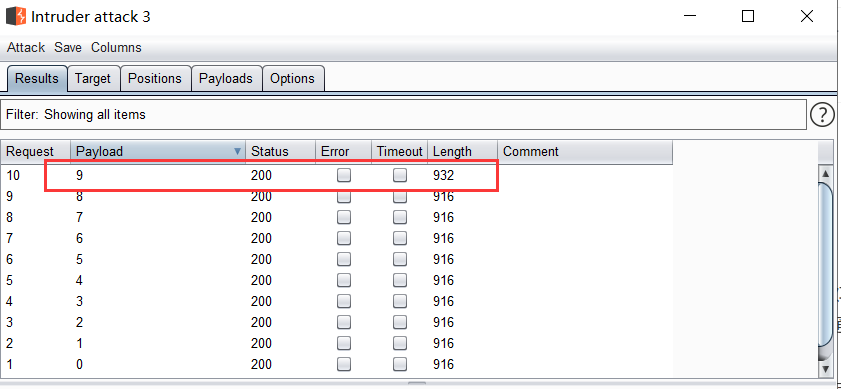 Intruder attack 3
Attack Save Columns
Results Target Positions Payloads Options
Filter: Showing all items ?
Request Payload Status Error Timeout Length Comment
10 9 200 932
9 8 200 916
8 7 200 916
7 6 200 916
6 5 200 916
5 4 200 916
4 3 200 916
3 2 200 916
2 1 200 916
1 0 200 916